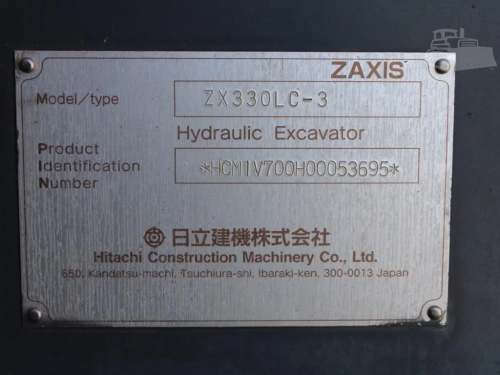 ZAXIS
Model/type ZX330LC-3
Hydraulic Excavator
Product
Identification *HCM1V700H00053695*
Number
日立建機株式会社
Hitachi Construction Machinery Co., Ltd.
650, Kandatsu-machi, Tsuchiura-shi, Ibaraki-ken, 300-0013 Japan